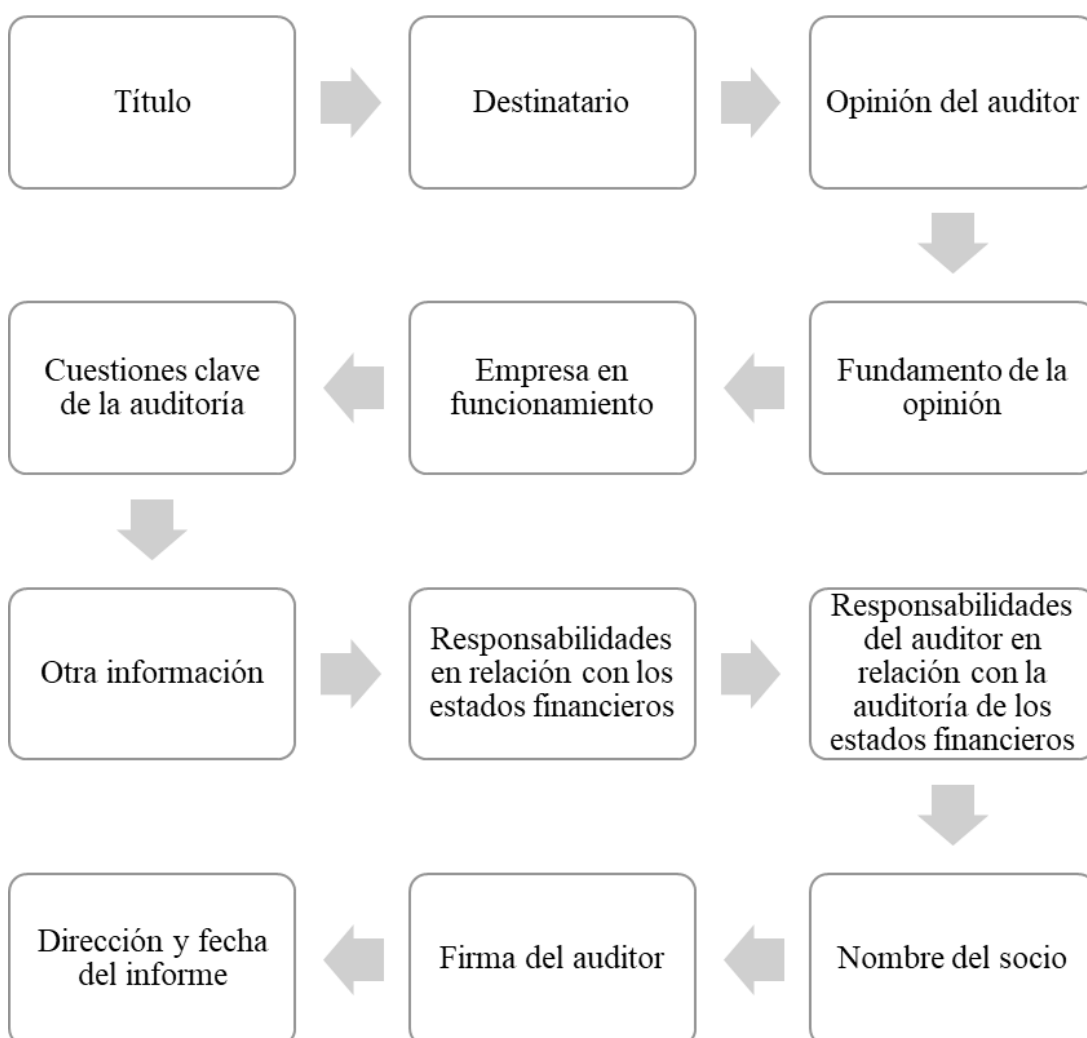 Título
Destinatario
Opinión del auditor
Fundamento de la
opinión
Empresa en
funcionamiento
Cuestiones clave
de la auditoría
Otra información
Responsabilidades
en relación con los
estados financieros
Responsabilidades
del auditor en
relación con la
auditoría de los
estados financieros
Nombre del socio
Firma del auditor
Dirección y fecha
del informe